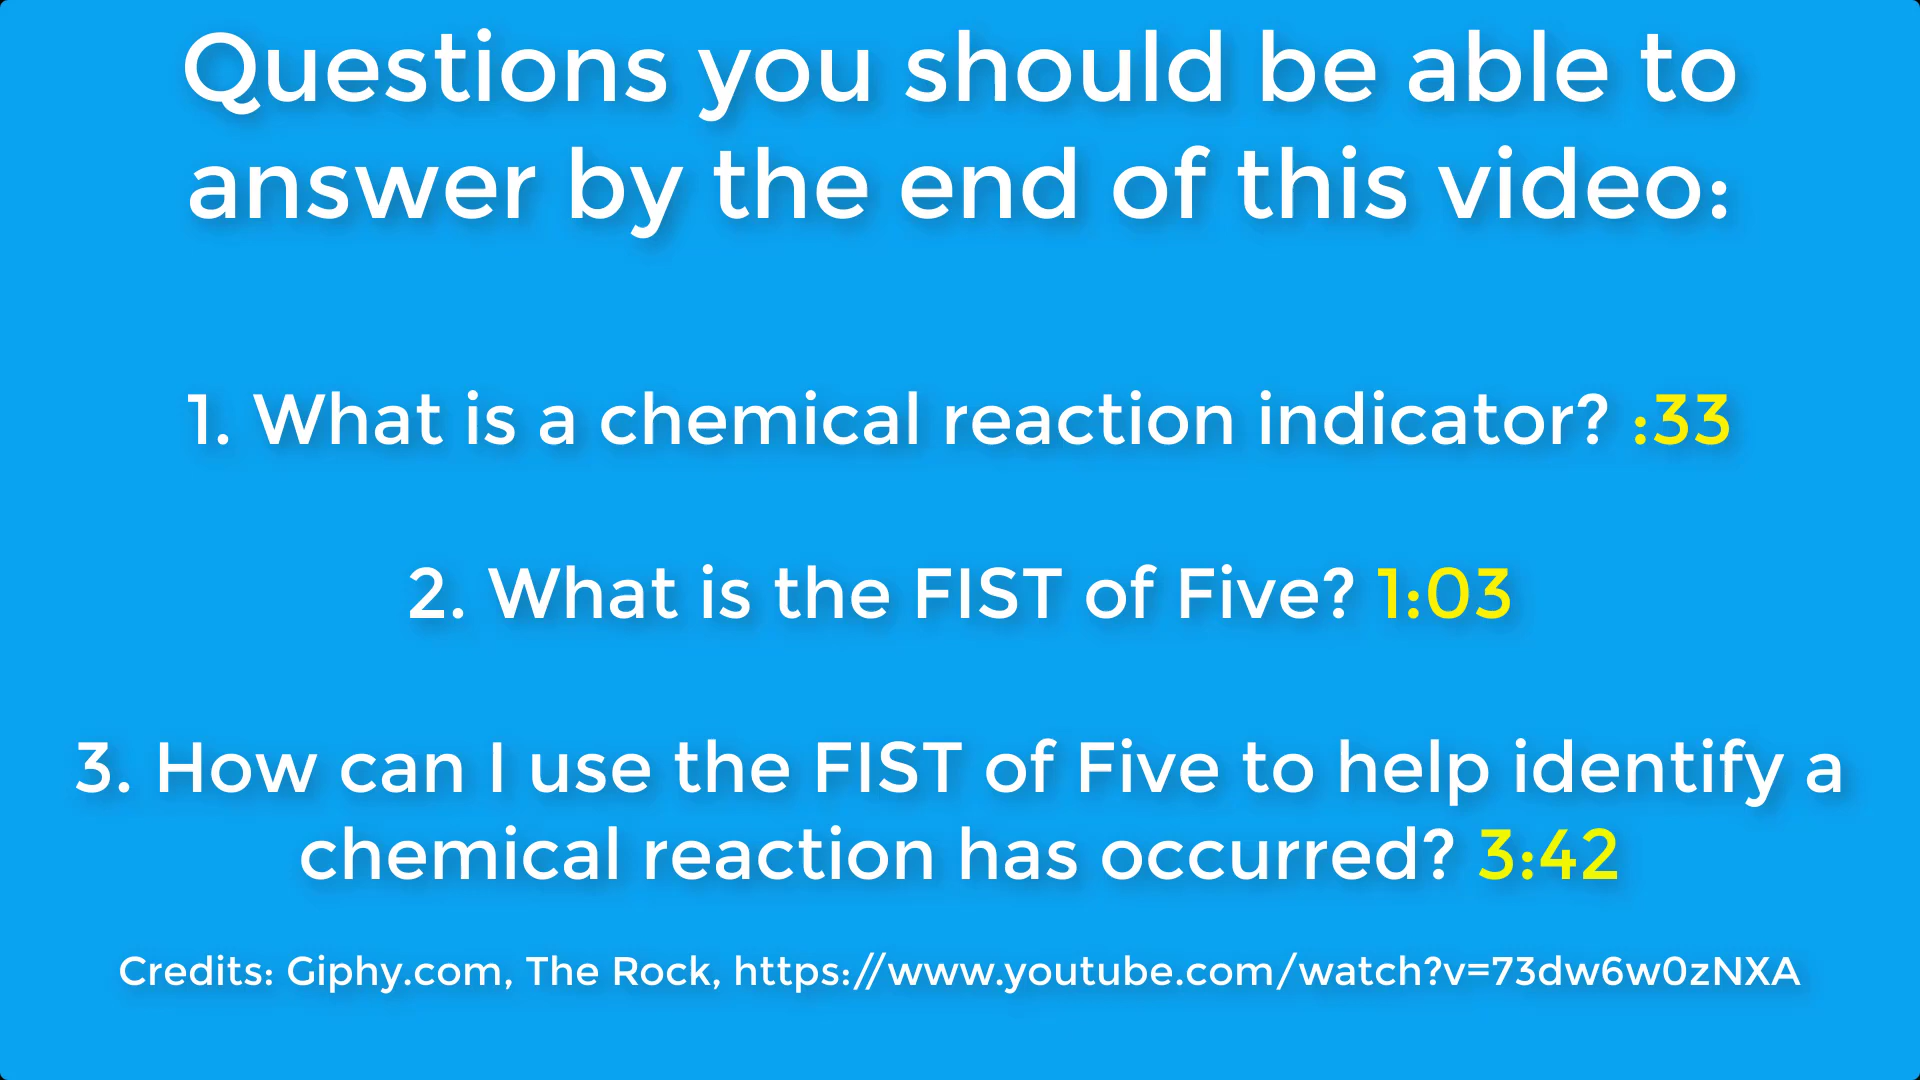 Questions you should be able to
answer by the end of this video:
1. What is a chemical reaction indicator? :33
2. What is the FIST of Five? 1:03
3. How can I use the FIST of Five to help identify a
chemical reaction has occurred? 3:42
Credits: Giphy.com, The Rock, https://www.youtube.com/watch?v=73dw6w0zNXA